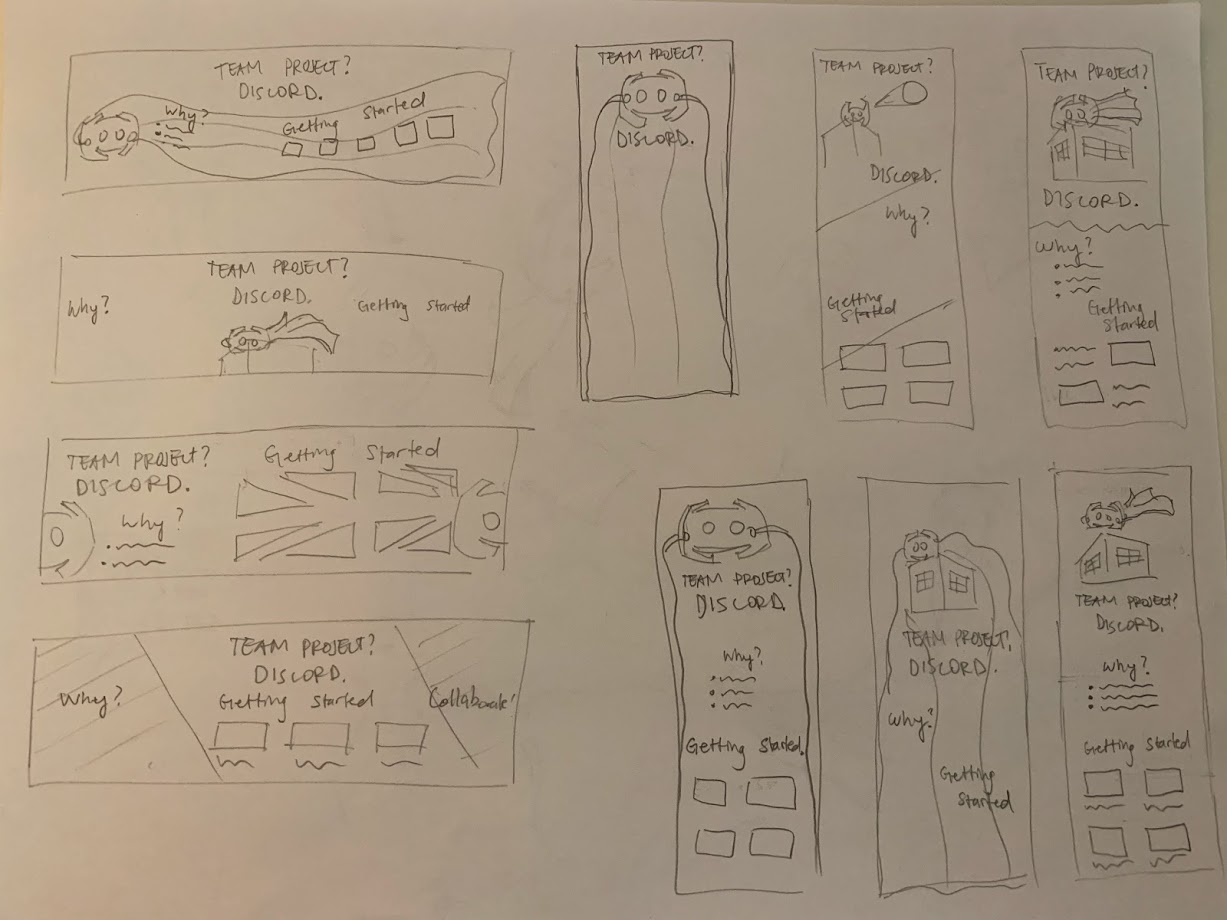 TEAM PROJECT?
DISCORD.
Why?
Getting Started
TEAM PROJECT?
DISCORD.
Why?
Getting Started
TEAM PROJECT?
DISCORD.
Getting Started
Why?
TEAM PROJECT?
DISCORD.
Why?
Getting Started
Collaborate!
TEAM PROJECT?
DISCORD.
TEAM PROJECT?
DISCORD.
Why?
Getting
Started
TEAM PROJECT?
DISCORD.
Why?
Getting
Started
TEAM PROJECT?
DISCORD.
Why?
Getting Started.
TEAM PROJECT?
DISCORD.
Why?
Getting
Started
TEAM PROJECT?
DISCORD.
Why?
Getting Started